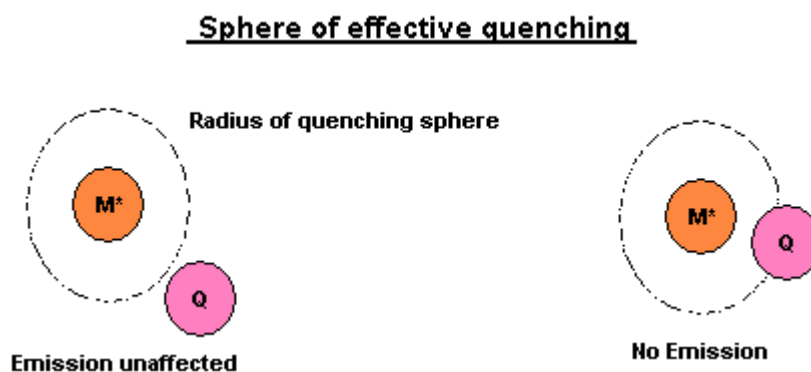 Sphere of effective quenching
Radius of quenching sphere
M*
Q
Emission unaffected
M*
Q
No Emission